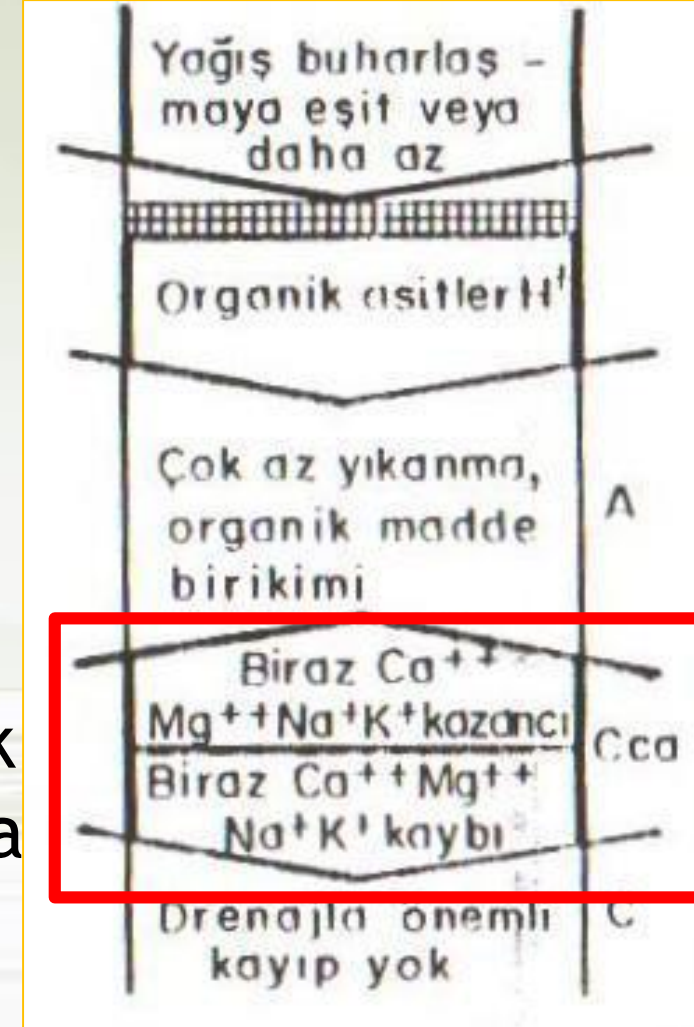 Yağış buharlaş -
maya eşit veya
daha az
Organik asitler H⁺
Çok az yıkanma,
organik madde
birikimi
A
Biraz Ca⁺⁺
Mg⁺⁺Na⁺K⁺kazancı
Cca
Biraz Ca⁺⁺Mg⁺⁺
Na⁺K⁺ kaybı
k
a
Drenajla önemli
C
kayıp yok